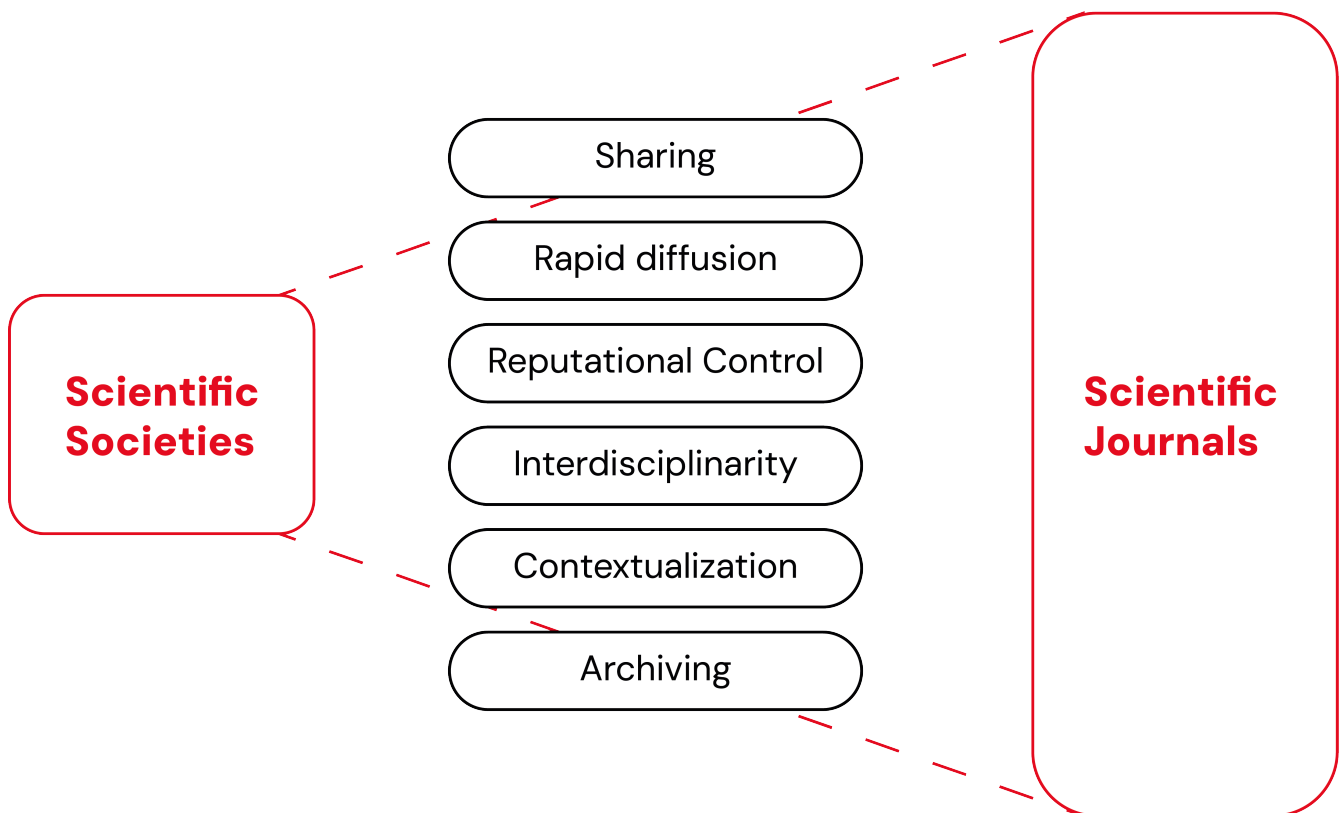 Scientific
Societies
Sharing
Rapid diffusion
Reputational Control
Interdisciplinarity
Contextualization
Archiving
Scientific
Journals